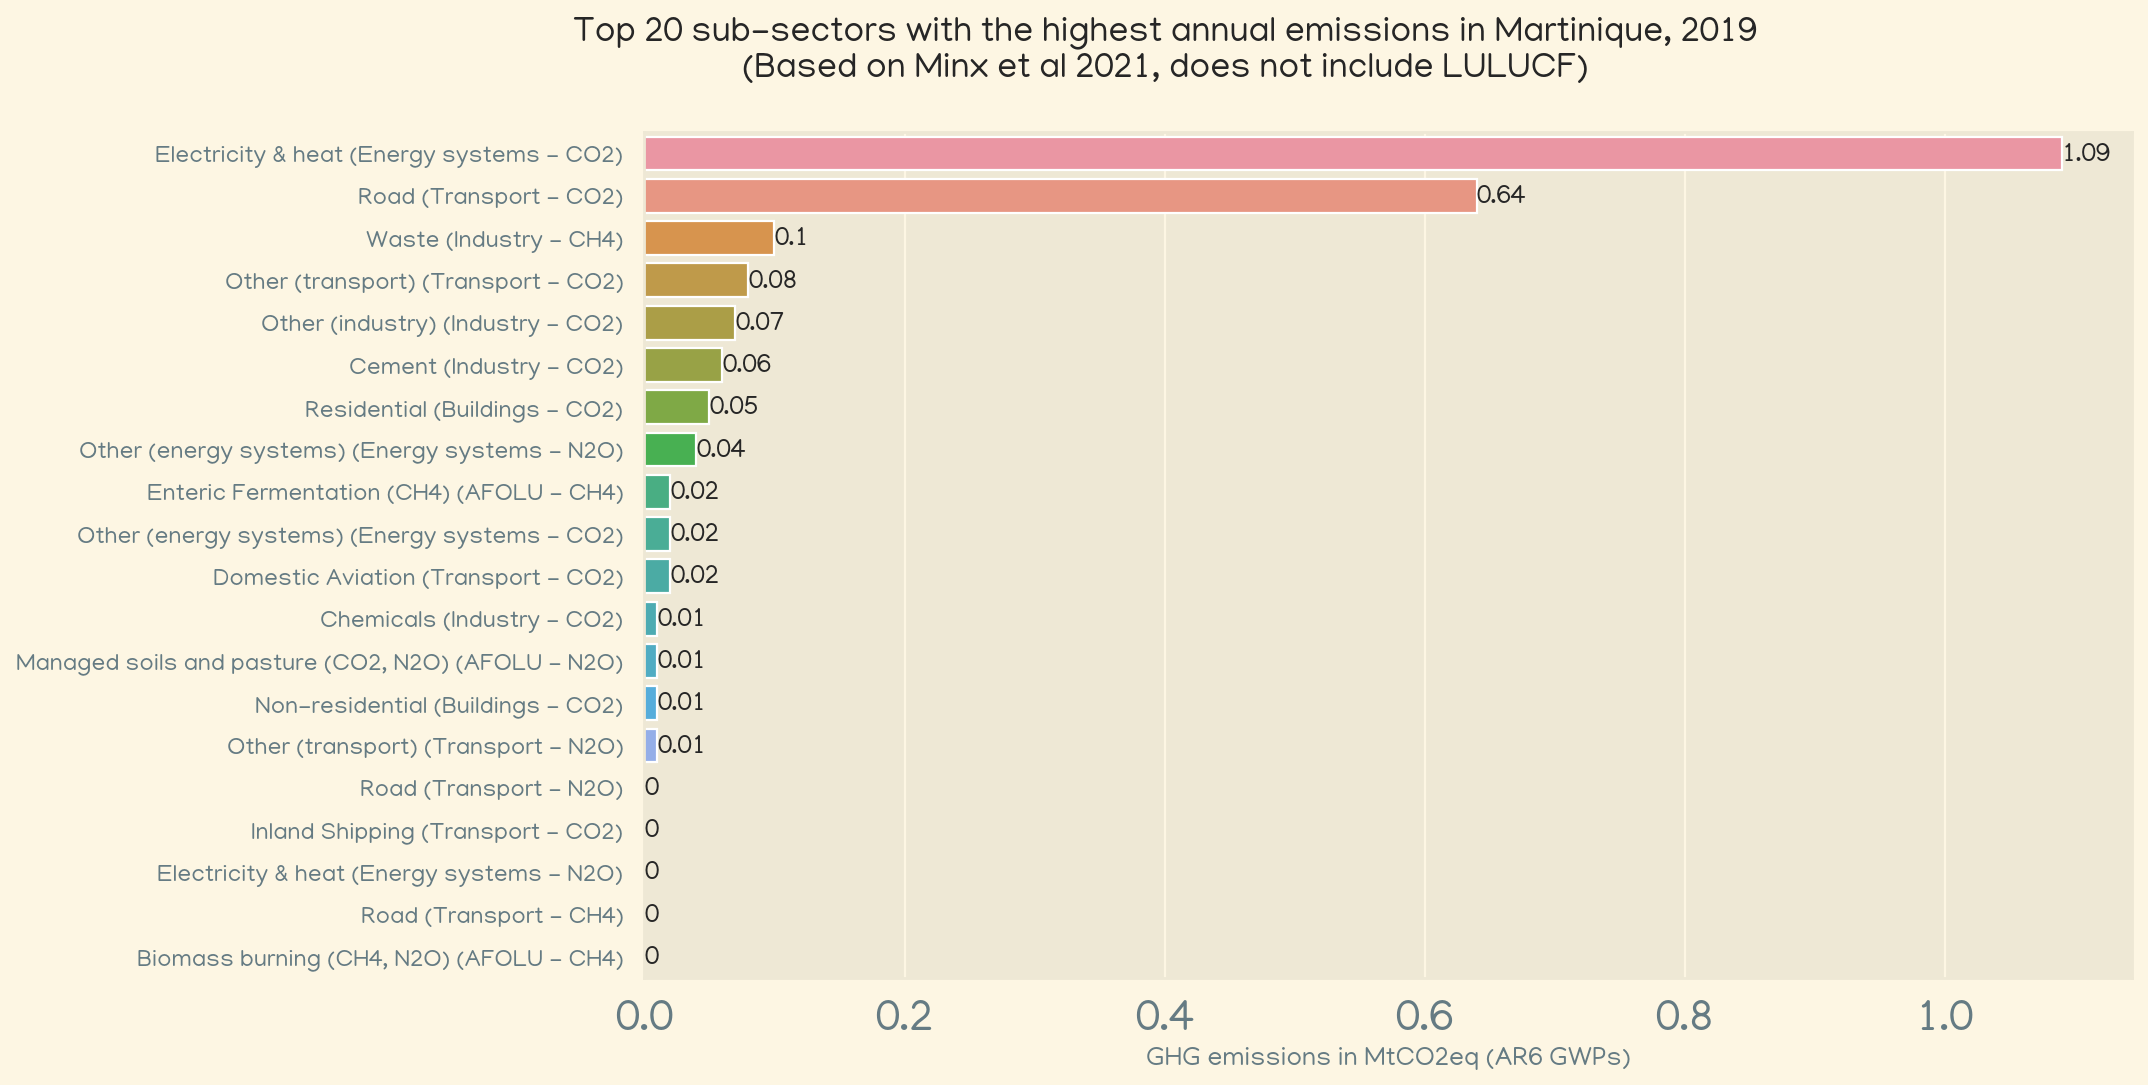 Top 20 sub-sectors with the highest annual emissions in Martinique, 2019
(Based on Minx et al 2021, does not include LULUCF)
Electricity & heat (Energy systems - CO2) 1.09
Road (Transport - CO2) 0.64
Waste (Industry - CH4) 0.1
Other (transport) (Transport - CO2) 0.08
Other (industry) (Industry - CO2) 0.07
Cement (Industry - CO2) 0.06
Residential (Buildings - CO2) 0.05
Other (energy systems) (Energy systems - N2O) 0.04
Enteric Fermentation (CH4) (AFOLU - CH4) 0.02
Other (energy systems) (Energy systems - CO2) 0.02
Domestic Aviation (Transport - CO2) 0.02
Chemicals (Industry - CO2) 0.01
Managed soils and pasture (CO2, N2O) (AFOLU - N2O) 0.01
Non-residential (Buildings - CO2) 0.01
Other (transport) (Transport - N2O) 0.01
Road (Transport - N2O) 0
Inland Shipping (Transport - CO2) 0
Electricity & heat (Energy systems - N2O) 0
Road (Transport - CH4) 0
Biomass burning (CH4, N2O) (AFOLU - CH4) 0
0.0 0.2 0.4 0.6 0.8 1.0
GHG emissions in MtCO2eq (AR6 GWPs)